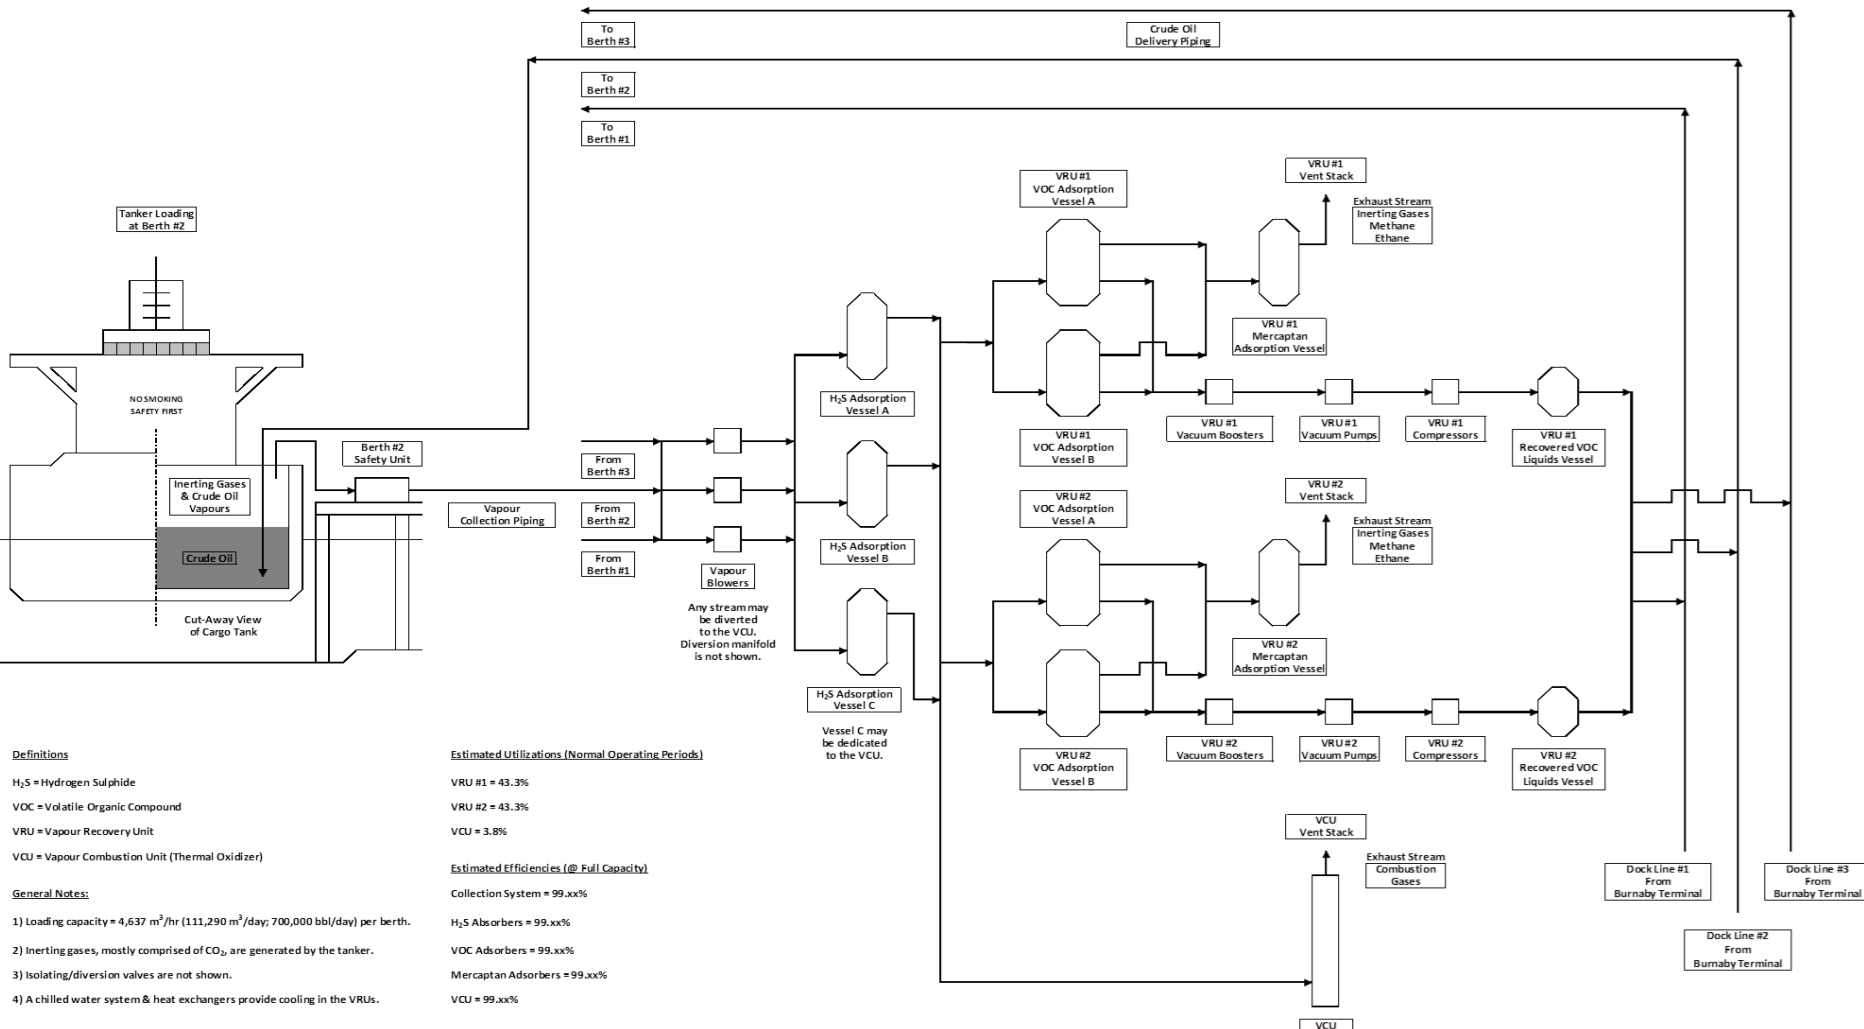 To
Berth #3
Crude Oil
Delivery Piping
To
Berth #2
To
Berth #1
Tanker Loading
at Berth #2
NO SMOKING
SAFETY FIRST
Berth #2
Safety Unit
Inerting Gases
& Crude Oil
Vapours
Crude Oil
Cut-Away View
of Cargo Tank
Vapour
Collection Piping
From
Berth #3
From
Berth #2
From
Berth #1
Vapour
Blowers
Any stream may
be diverted
to the VCU.
Diversion manifold
is not shown.
H₂S Adsorption
Vessel A
H₂S Adsorption
Vessel B
H₂S Adsorption
Vessel C
Vessel C may
be dedicated
to the VCU.
VRU #1
VOC Adsorption
Vessel A
VRU #1
VOC Adsorption
Vessel B
VRU #1
Vent Stack
Exhaust Stream
Inerting Gases
Methane
Ethane
VRU #1
Mercaptan
Adsorption Vessel
VRU #1
Vacuum Boosters
VRU #1
Vacuum Pumps
VRU #1
Compressors
VRU #1
Recovered VOC
Liquids Vessel
VRU #2
VOC Adsorption
Vessel A
VRU #2
VOC Adsorption
Vessel B
VRU #2
Vent Stack
Exhaust Stream
Inerting Gases
Methane
Ethane
VRU #2
Mercaptan
Adsorption Vessel
VRU #2
Vacuum Boosters
VRU #2
Vacuum Pumps
VRU #2
Compressors
VRU #2
Recovered VOC
Liquids Vessel
VCU
Vent Stack
Exhaust Stream
Combustion
Gases
VCU
Dock Line #1
From
Burnaby Terminal
Dock Line #2
From
Burnaby Terminal
Dock Line #3
From
Burnaby Terminal
Definitions
H₂S = Hydrogen Sulphide
VOC = Volatile Organic Compound
VRU = Vapour Recovery Unit
VCU = Vapour Combustion Unit (Thermal Oxidizer)
General Notes:
1) Loading capacity = 4,637 m³/hr (111,290 m³/day; 700,000 bbl/day) per berth.
2) Inerting gases, mostly comprised of CO₂, are generated by the tanker.
3) Isolating/diversion valves are not shown.
4) A chilled water system & heat exchangers provide cooling in the VRUs.
Estimated Utilizations (Normal Operating Periods)
VRU #1 = 43.3%
VRU #2 = 43.3%
VCU = 3.8%
Estimated Efficiencies (@ Full Capacity)
Collection System = 99.xx%
H₂S Absorbers = 99.xx%
VOC Adsorbers = 99.xx%
Mercaptan Adsorbers = 99.xx%
VCU = 99.xx%